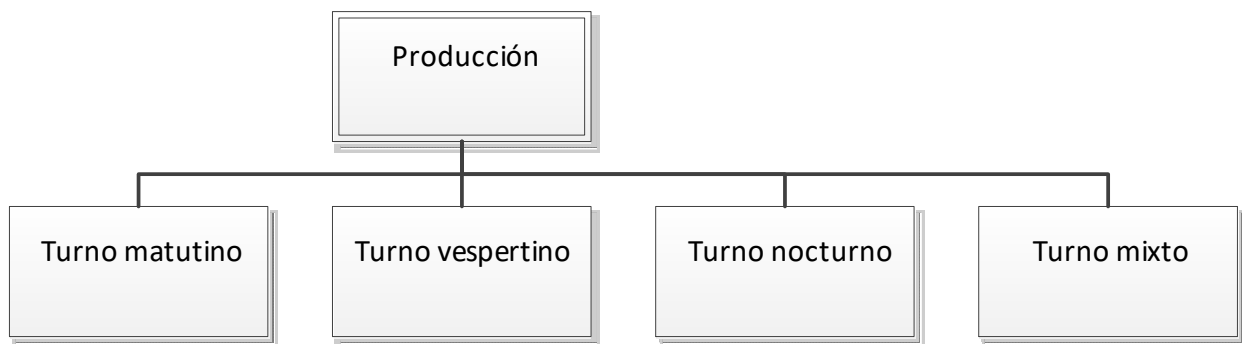 Producción
Turno matutino
Turno vespertino
Turno nocturno
Turno mixto